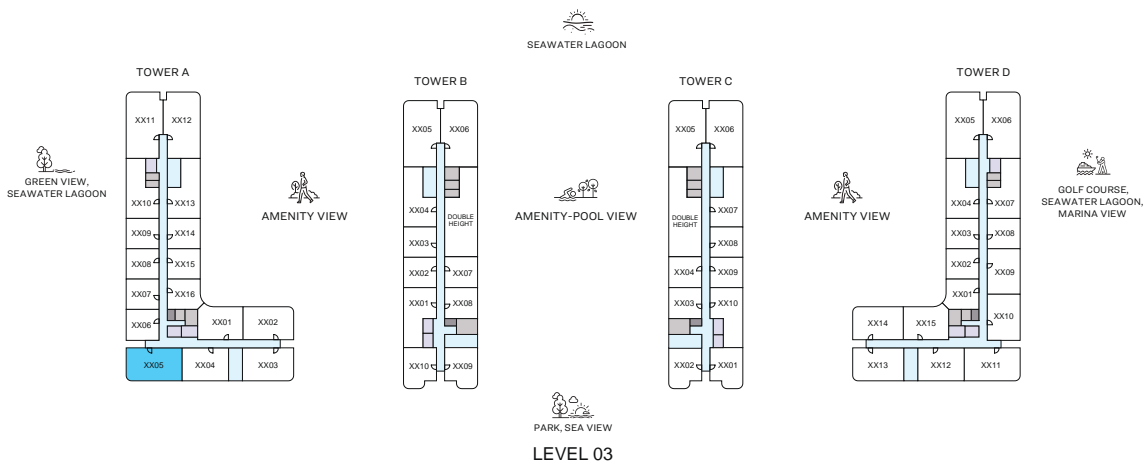 SEAWATER LAGOON
TOWER A
TOWER B
TOWER C
TOWER D
XX11
XX12
XX05
XX06
XX05
XX06
XX05
XX06
GREEN VIEW,
SEAWATER LAGOON
AMENITY VIEW
AMENITY-POOL VIEW
AMENITY VIEW
GOLF COURSE,
SEAWATER LAGOON,
MARINA VIEW
XX10
XX13
XX04
DOUBLE
HEIGHT
DOUBLE
HEIGHT
XX07
XX04
XX07
XX09
XX14
XX03
XX08
XX03
XX08
XX15
XX02
XX07
XX04
XX09
XX02
XX09
XX07
XX16
XX01
XX08
XX03
XX10
XX01
XX06
XX01
XX02
XX14
XX15
XX10
XX05
XX04
XX03
XX10
XX09
XX02
XX01
XX13
XX12
XX11
PARK, SEA VIEW
LEVEL 03